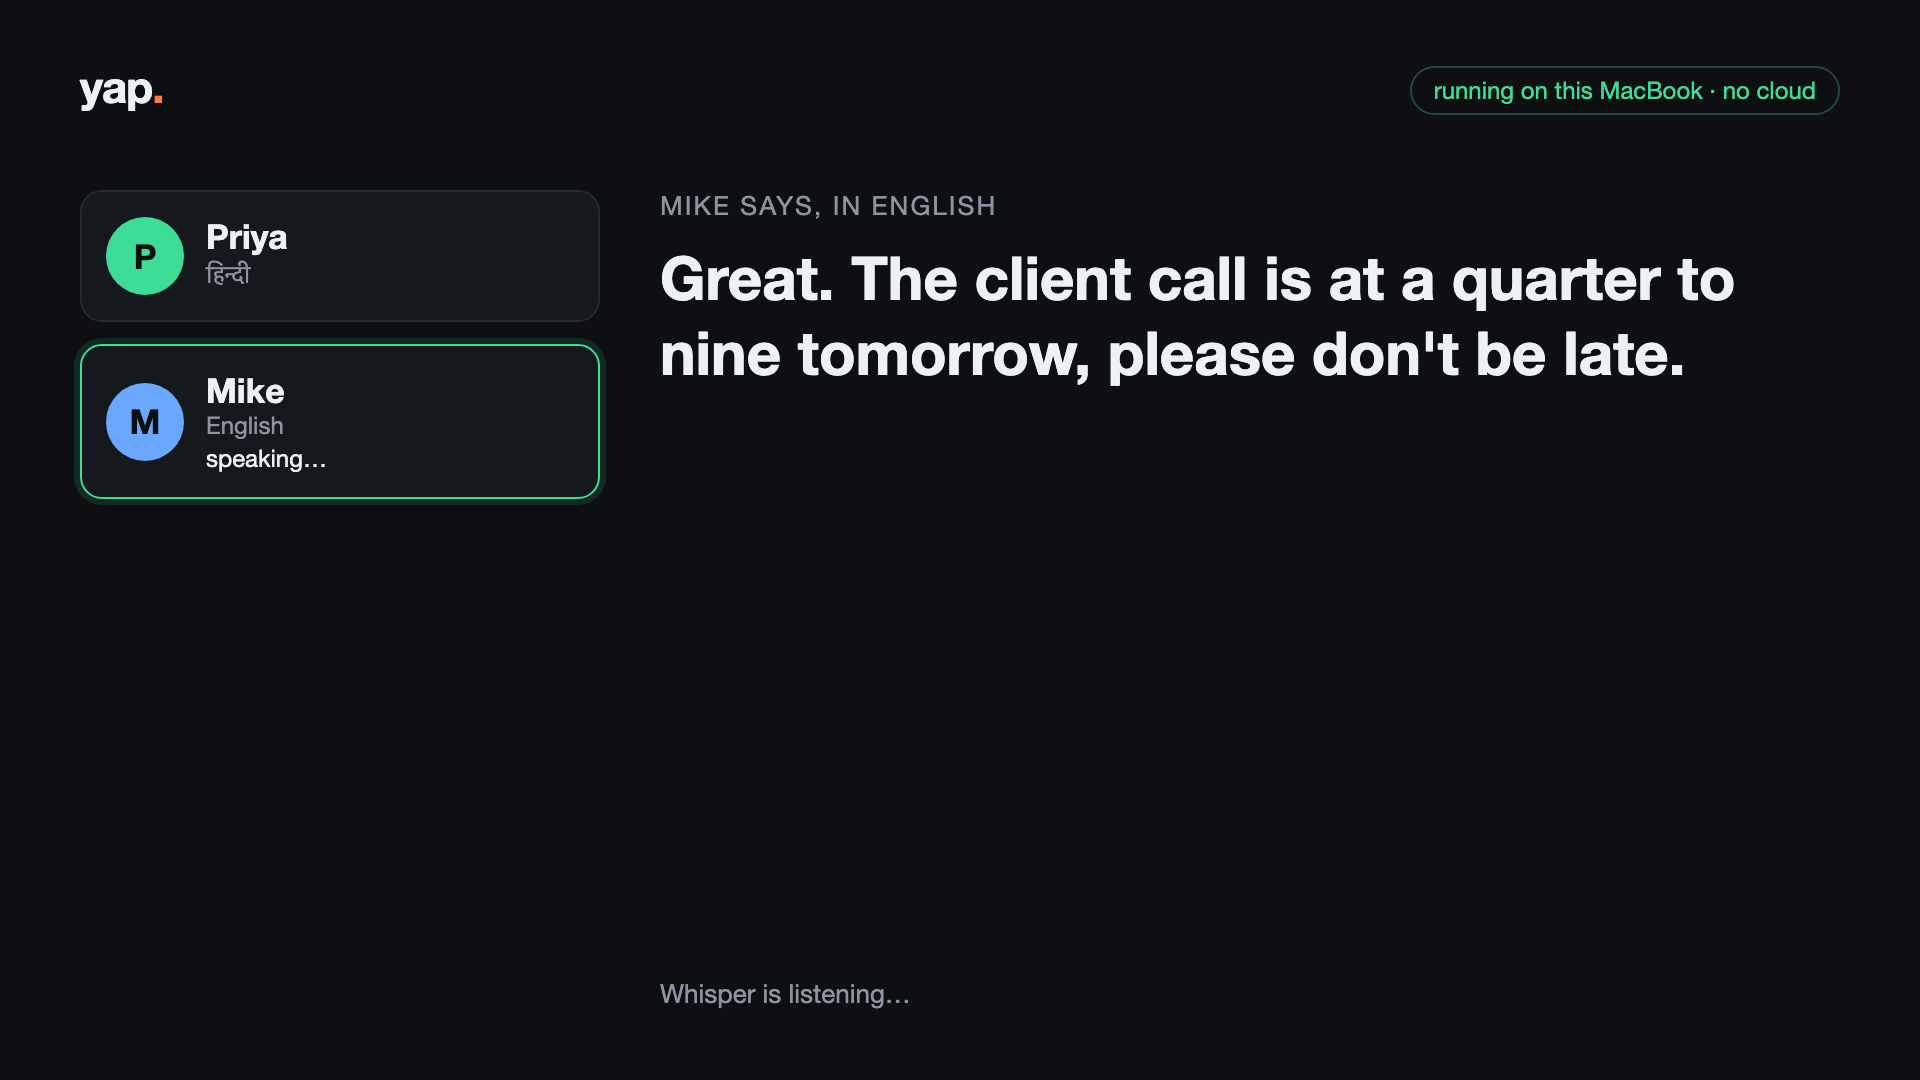 yap.
running on this MacBook · no cloud
P
Priya
हिन्दी
M
Mike
English
speaking…
MIKE SAYS, IN ENGLISH
Great. The client call is at a quarter to
nine tomorrow, please don't be late.
Whisper is listening…